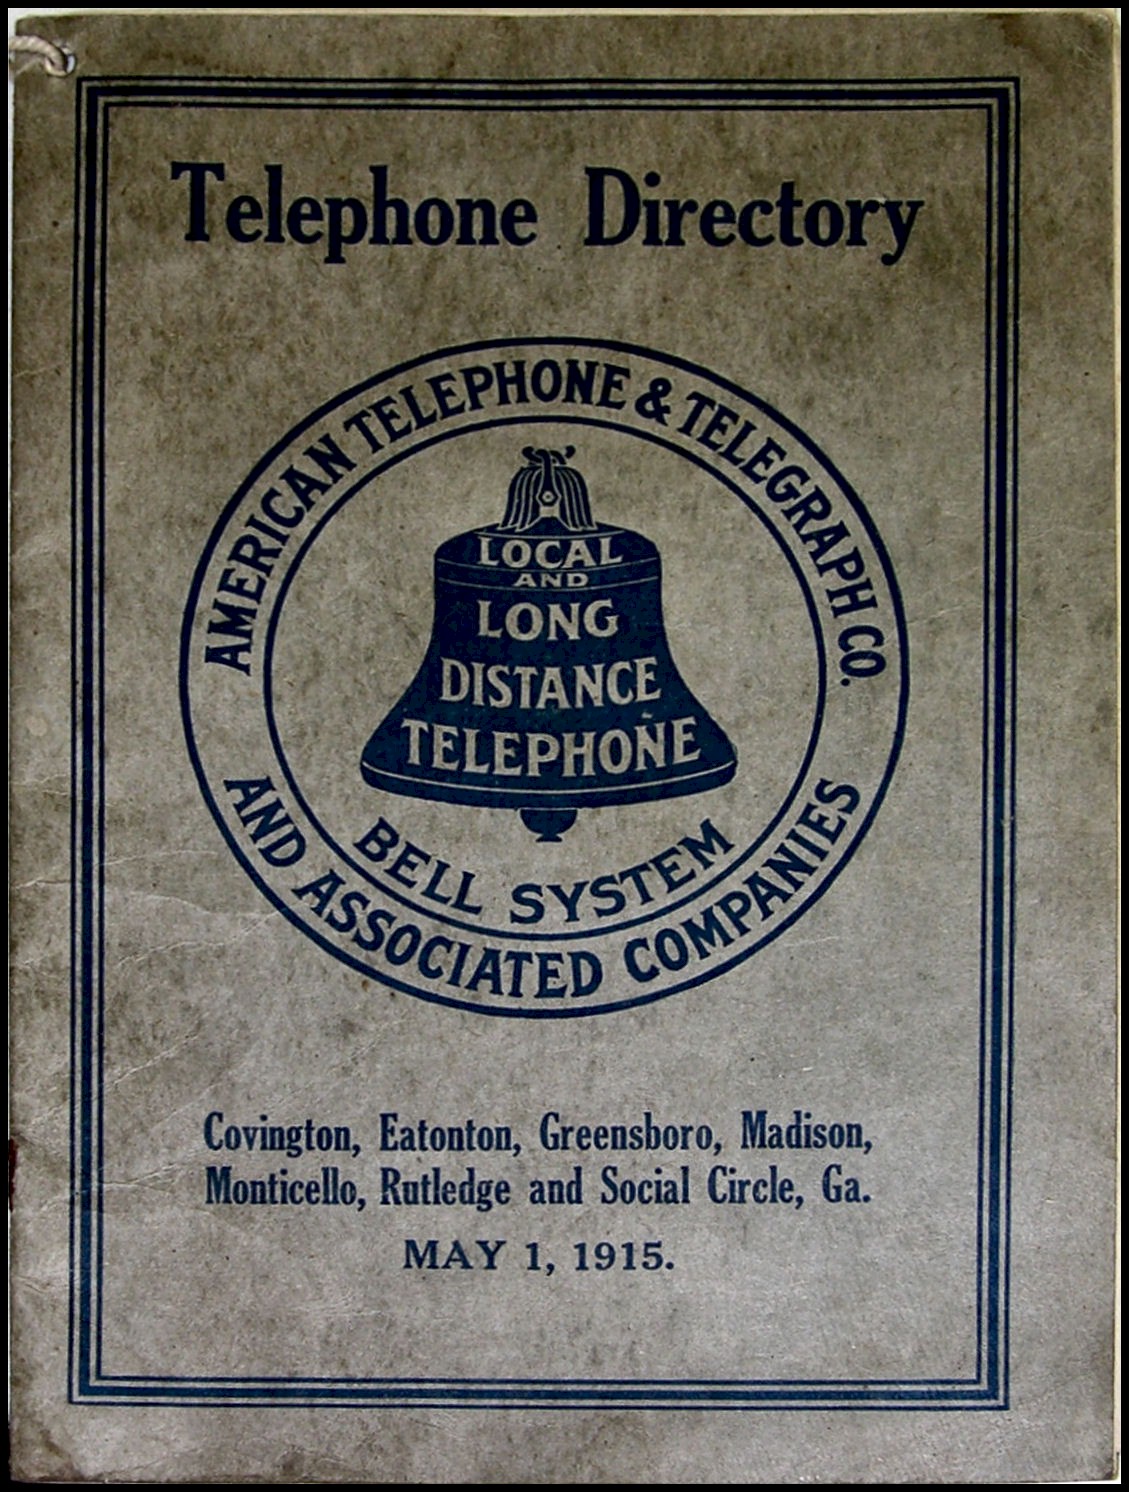 Telephone Directory
AMERICAN TELEPHONE & TELEGRAPH CO.
LOCAL
AND
LONG
DISTANCE
TELEPHONE
BELL SYSTEM
AND ASSOCIATED COMPANIES
Covington, Eatonton, Greensboro, Madison,
Monticello, Rutledge and Social Circle, Ga.
MAY 1, 1915.